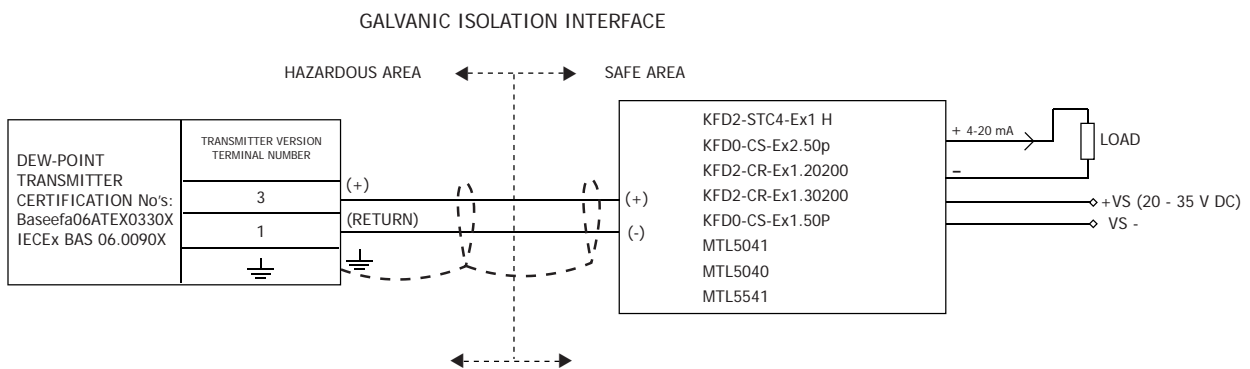 GALVANIC ISOLATION INTERFACE
HAZARDOUS AREA
SAFE AREA
DEW-POINT
TRANSMITTER
CERTIFICATION No's:
Baseefa06ATEX0330X
IECEx BAS 06.0090X
TRANSMITTER VERSION
TERMINAL NUMBER
3
1
(+)
(RETURN)
(+)
(-)
KFD2-STC4-Ex1 H
KFD0-CS-Ex2.50p
KFD2-CR-Ex1.20200
KFD2-CR-Ex1.30200
KFD0-CS-Ex1.50P
MTL5041
MTL5040
MTL5541
+ 4-20 mA
–
LOAD
+VS (20 - 35 V DC)
VS -